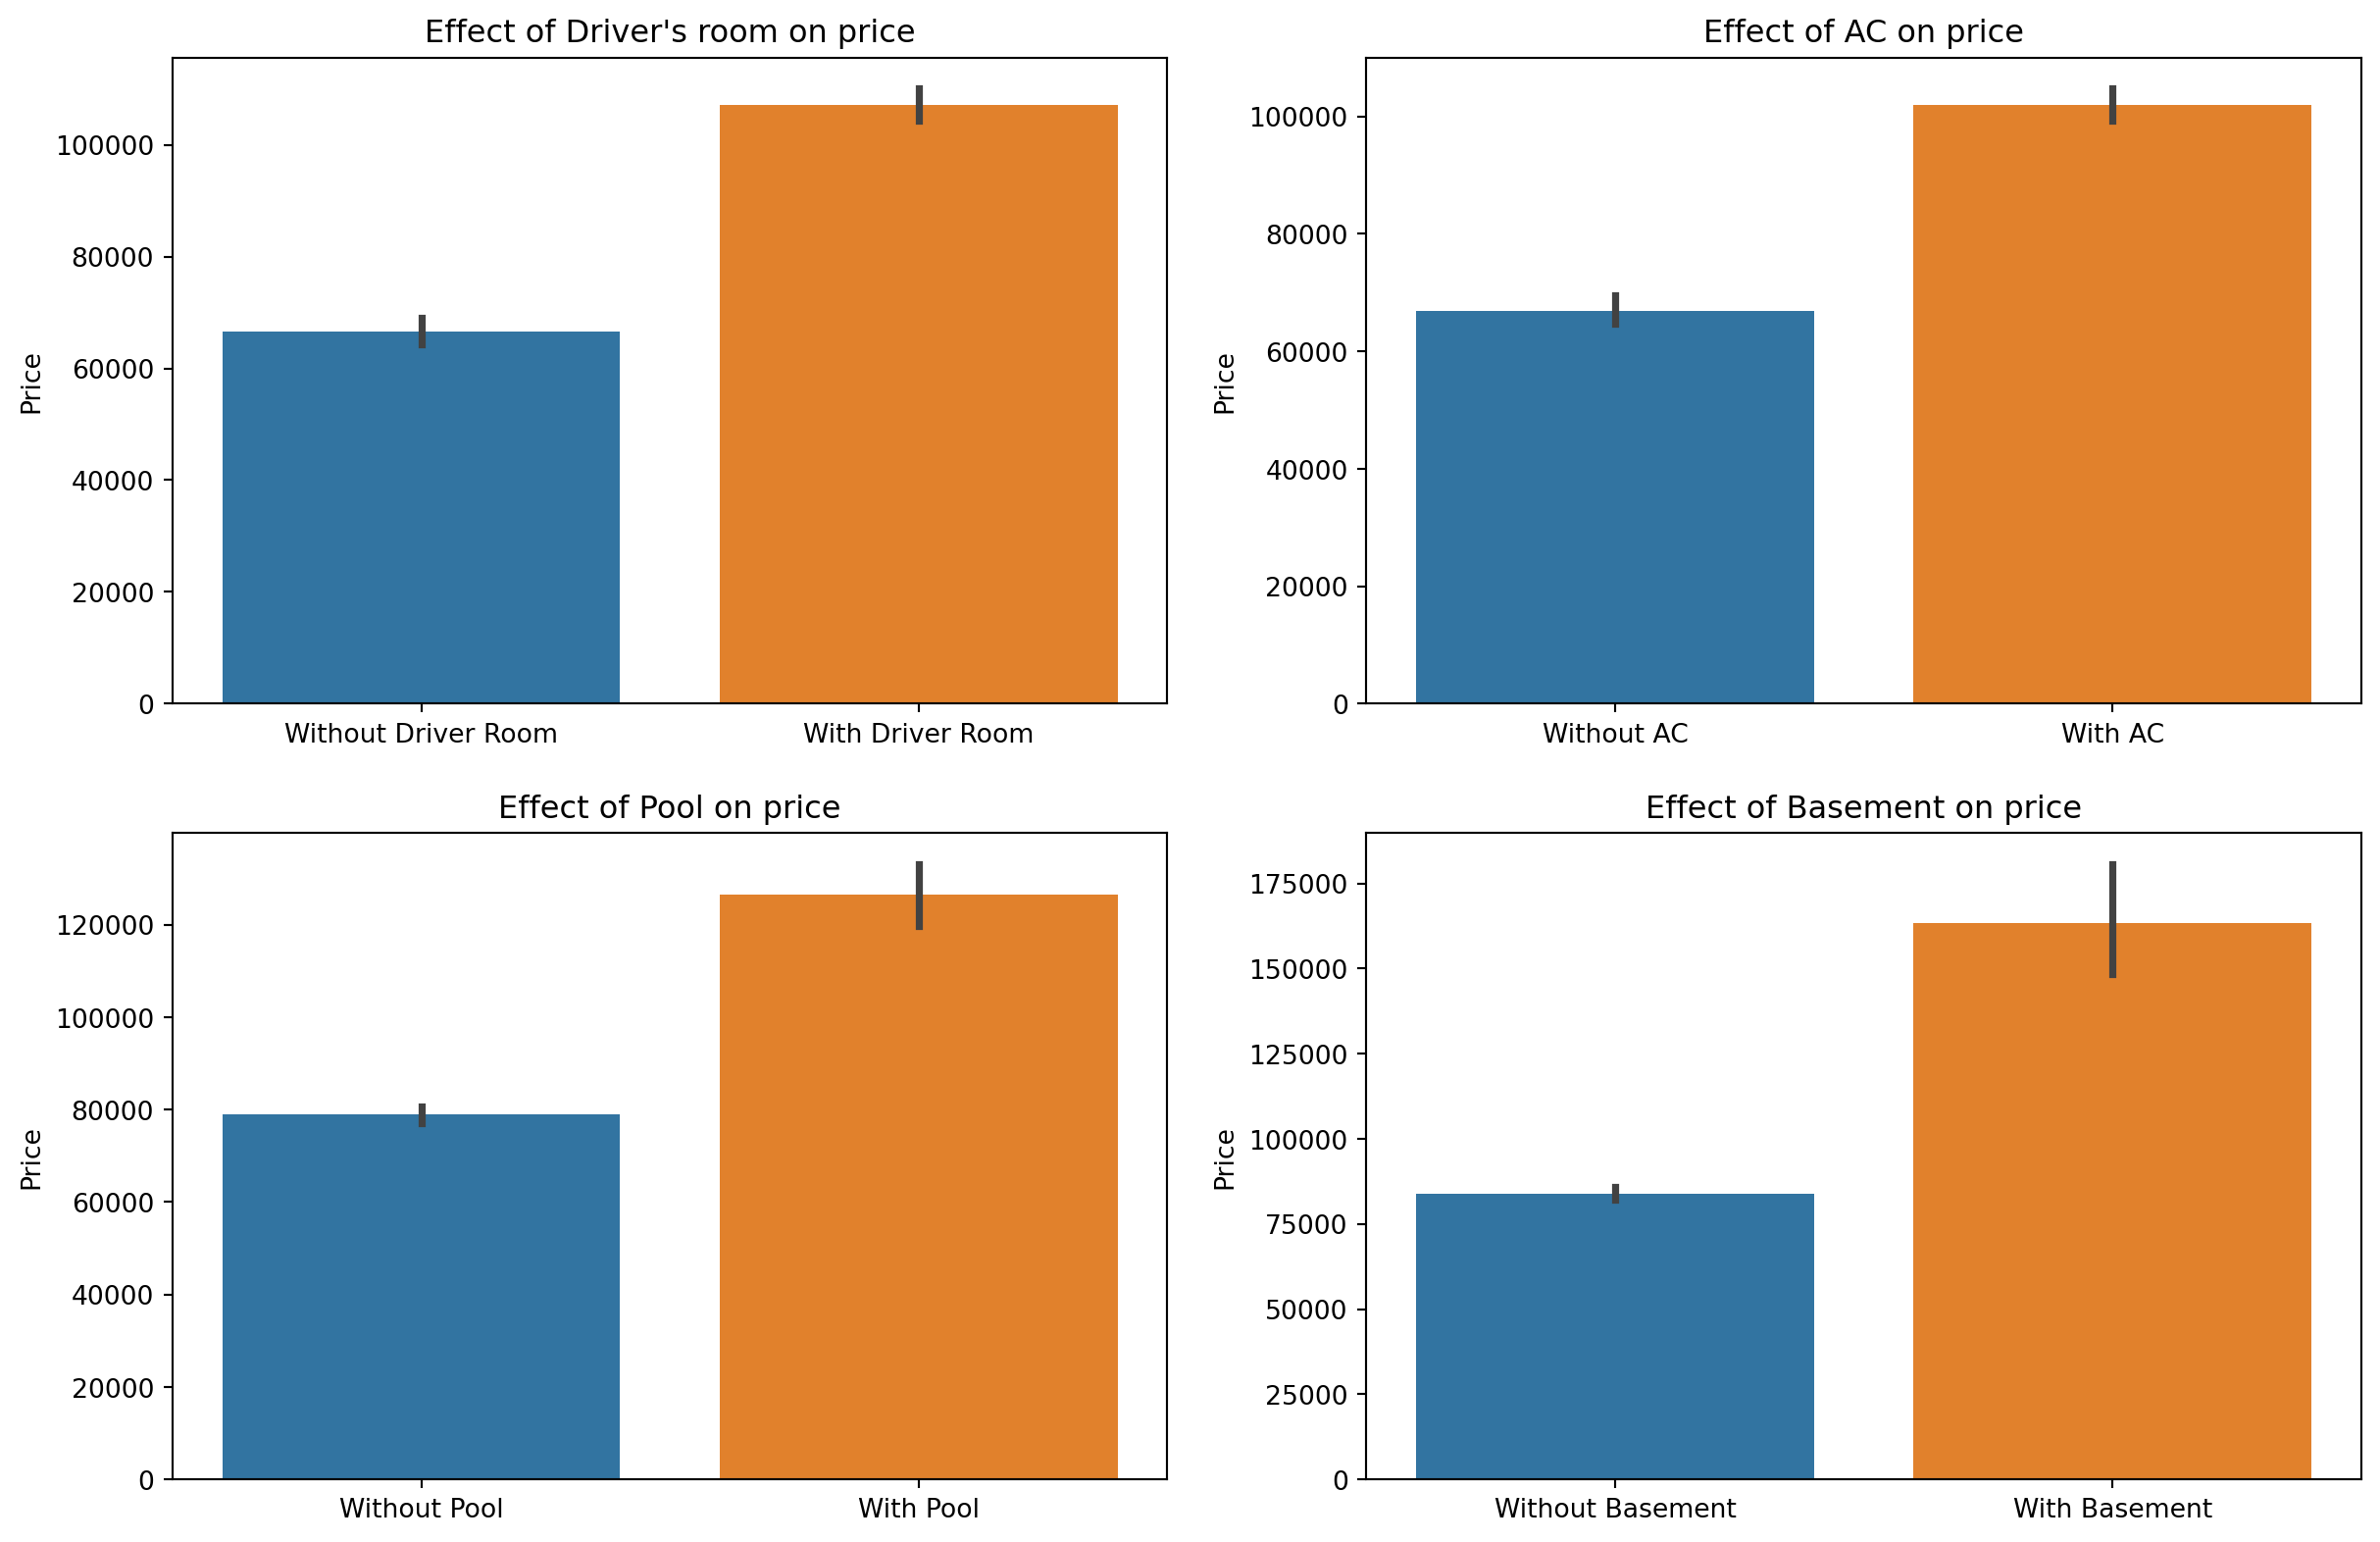 Effect of Driver's room on price
Price
100000
80000
60000
40000
20000
0
Without Driver Room
With Driver Room
Effect of AC on price
Price
100000
80000
60000
40000
20000
0
Without AC
With AC
Effect of Pool on price
Price
120000
100000
80000
60000
40000
20000
0
Without Pool
With Pool
Effect of Basement on price
Price
175000
150000
125000
100000
75000
50000
25000
0
Without Basement
With Basement